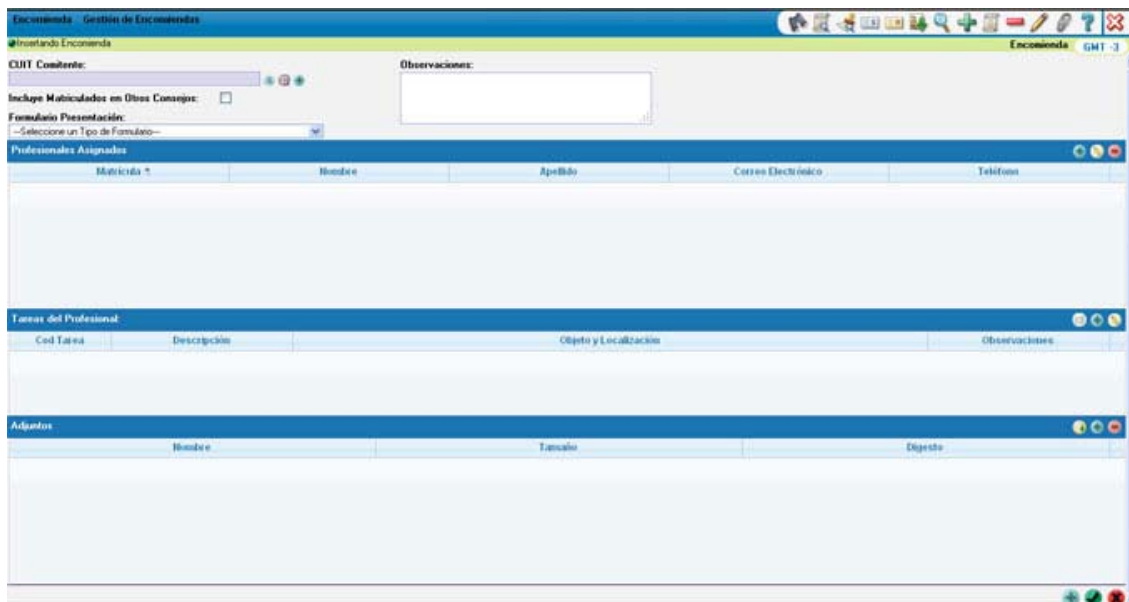 Encomienda Gestión de Encomiendas
Insertando Encomienda
Encomienda GMT -3
CUIT Comitente:
Observaciones:
Incluye Matriculados en Otros Consejos:
Formulario Presentación:
--Seleccione un Tipo de Formulario--
Profesionales Asignados
Matrícula Nombre Apellido Correo Electrónico Teléfono
Tareas del Profesional:
Cod Tarea Descripción Objeto y Localización Observaciones
Adjuntos
Nombre Tamaño Digesto